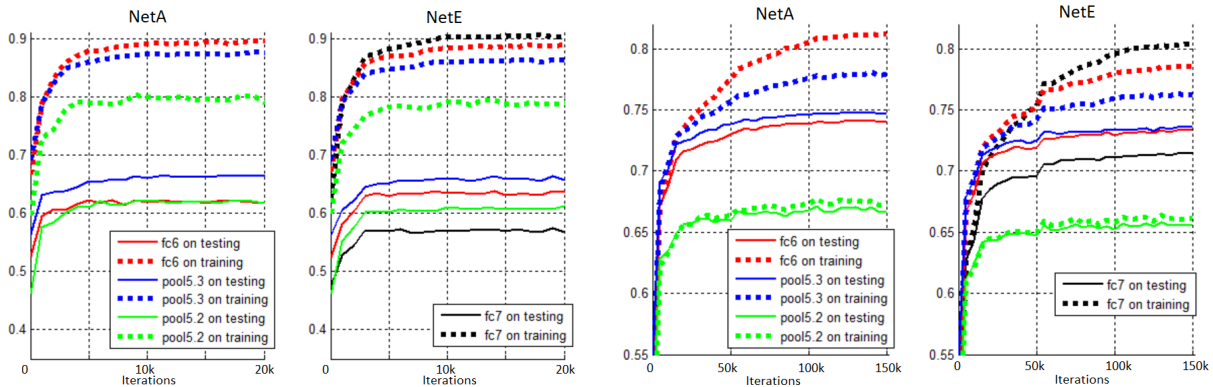 NetA
0.9
0.8
0.7
0.6
0.5
0.4
fc6 on testing
fc6 on training
pool5.3 on testing
pool5.3 on training
pool5.2 on testing
pool5.2 on training
0
10k
20k
Iterations
NetE
0.9
0.8
0.7
0.6
0.5
0.4
fc7 on testing
fc7 on training
0
10k
20k
Iterations
NetA
0.8
0.75
0.7
0.65
0.6
0.55
fc6 on testing
fc6 on training
pool5.3 on testing
pool5.3 on training
pool5.2 on testing
pool5.2 on training
0
50k
100k
150k
Iterations
NetE
0.8
0.75
0.7
0.65
0.6
0.55
fc7 on testing
fc7 on training
0
50k
100k
150k
Iterations